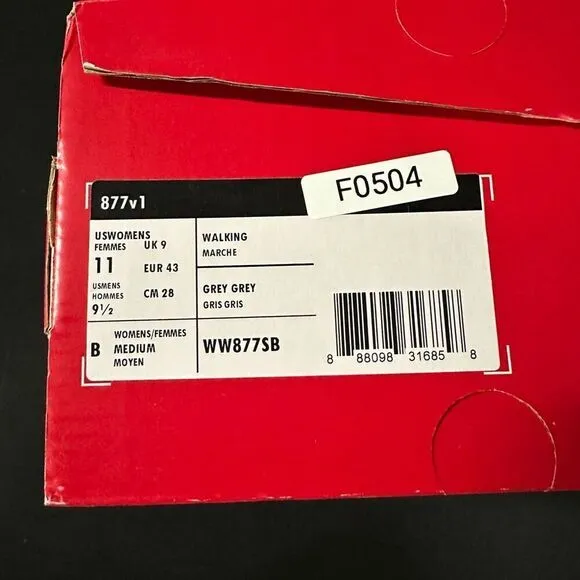 F0504
877v1
USWOMENS
FEMMES
UK 9
11
EUR 43
USMENS
HOMMES
CM 28
9½
B
WOMENS/FEMMES
MEDIUM
MOYEN
WALKING
MARCHE
GREY GREY
GRIS GRIS
WW877SB
8 88098 31685 8